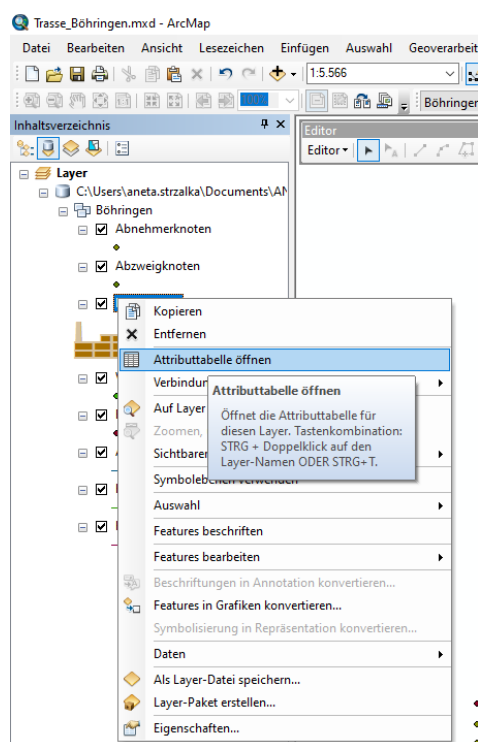 Trasse_Böhringen.mxd - ArcMap
Datei Bearbeiten Ansicht Lesezeichen Einfügen Auswahl Geoverarbeit
1:5.566
100%
Böhringen
Inhaltsverzeichnis
Editor
Editor
Layer
C:\Users\aneta.strzalka\Documents\AN
Böhringen
Abnehmerknoten
Abzweigknoten
Kopieren
Entfernen
Attributtabelle öffnen
Verbindun
Attributtabelle öffnen
Öffnet die Attributtabelle für
diesen Layer. Tastenkombination:
STRG + Doppelklick auf den
Layer-Namen ODER STRG+T.
Auf Layer
Zoomen,
Sichtbaren
Symbolebenen verwenden
Auswahl
Features beschriften
Features bearbeiten
Beschriftungen in Annotation konvertieren...
Features in Grafiken konvertieren...
Symbolisierung in Repräsentation konvertieren...
Daten
Als Layer-Datei speichern...
Layer-Paket erstellen...
Eigenschaften...